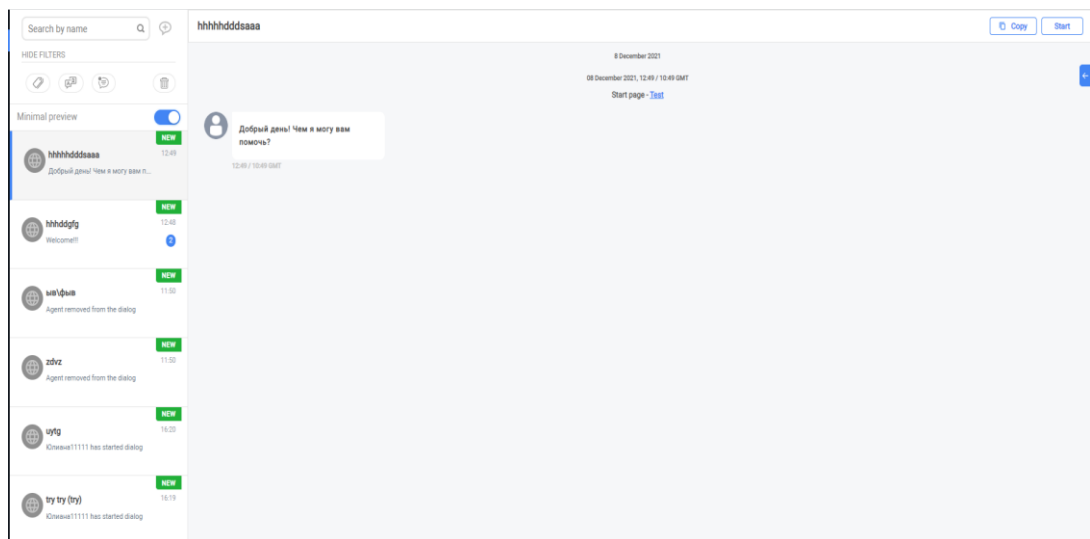 Search by name
HIDE FILTERS
Minimal preview
NEW
hhhhhdddsaaa
12:49
Добрый день! Чем я могу вам п...
NEW
hhhddgfg
12:48
Welcome!!!
2
NEW
ыв\фыв
11:50
Agent removed from the dialog
NEW
zdvz
11:50
Agent removed from the dialog
NEW
uytg
16:20
Юлиана11111 has started dialog
NEW
try try (try)
16:19
Юлиана11111 has started dialog
hhhhhdddsaaa
Copy
Start
8 December 2021
08 December 2021, 12:49 / 10:49 GMT
Start page - Test
Добрый день! Чем я могу вам
помочь?
12:49 / 10:49 GMT